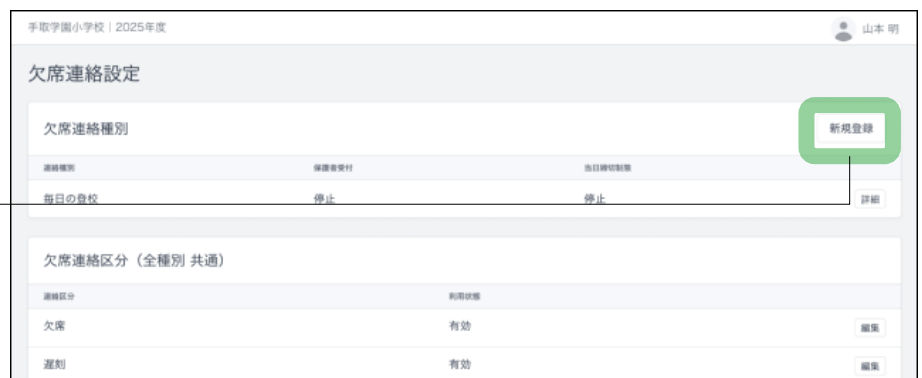 手取学園小学校｜2025年度
山本 明
欠席連絡設定
欠席連絡種別
新規登録
連絡種別 保護者受付 当日締切制限
毎日の登校 停止 停止 詳細
欠席連絡区分（全種別 共通）
連絡区分 利用状態
欠席 有効 編集
遅刻 有効 編集